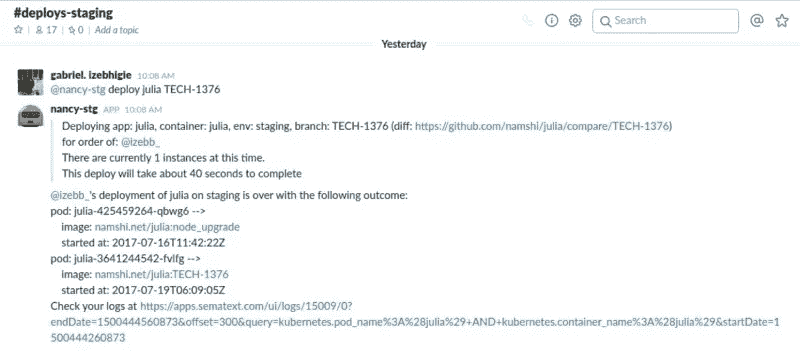 #deploys-staging
17 | 0 | Add a topic
Search
Yesterday
gabriel. izebhigie 10:08 AM
@nancy-stg deploy julia TECH-1376
nancy-stg APP 10:08 AM
Deploying app: julia, container: julia, env: staging, branch: TECH-1376 (diff: https://github.com/namshi/julia/compare/TECH-1376)
for order of: @izebb_
There are currently 1 instances at this time.
This deploy will take about 40 seconds to complete
@izebb_'s deployment of julia on staging is over with the following outcome:
pod: julia-425459264-qbwg6 -->
image: namshi.net/julia:node_upgrade
started at: 2017-07-16T11:42:22Z
pod: julia-3641244542-fvlfg -->
image: namshi.net/julia:TECH-1376
started at: 2017-07-19T06:09:05Z
Check your logs at https://apps.sematext.com/ui/logs/15009/0?
endDate=1500444560873&offset=300&query=kubernetes.pod_name%3A%28julia%29+AND+kubernetes.container_name%3A%28julia%29&startDate=1
500444260873